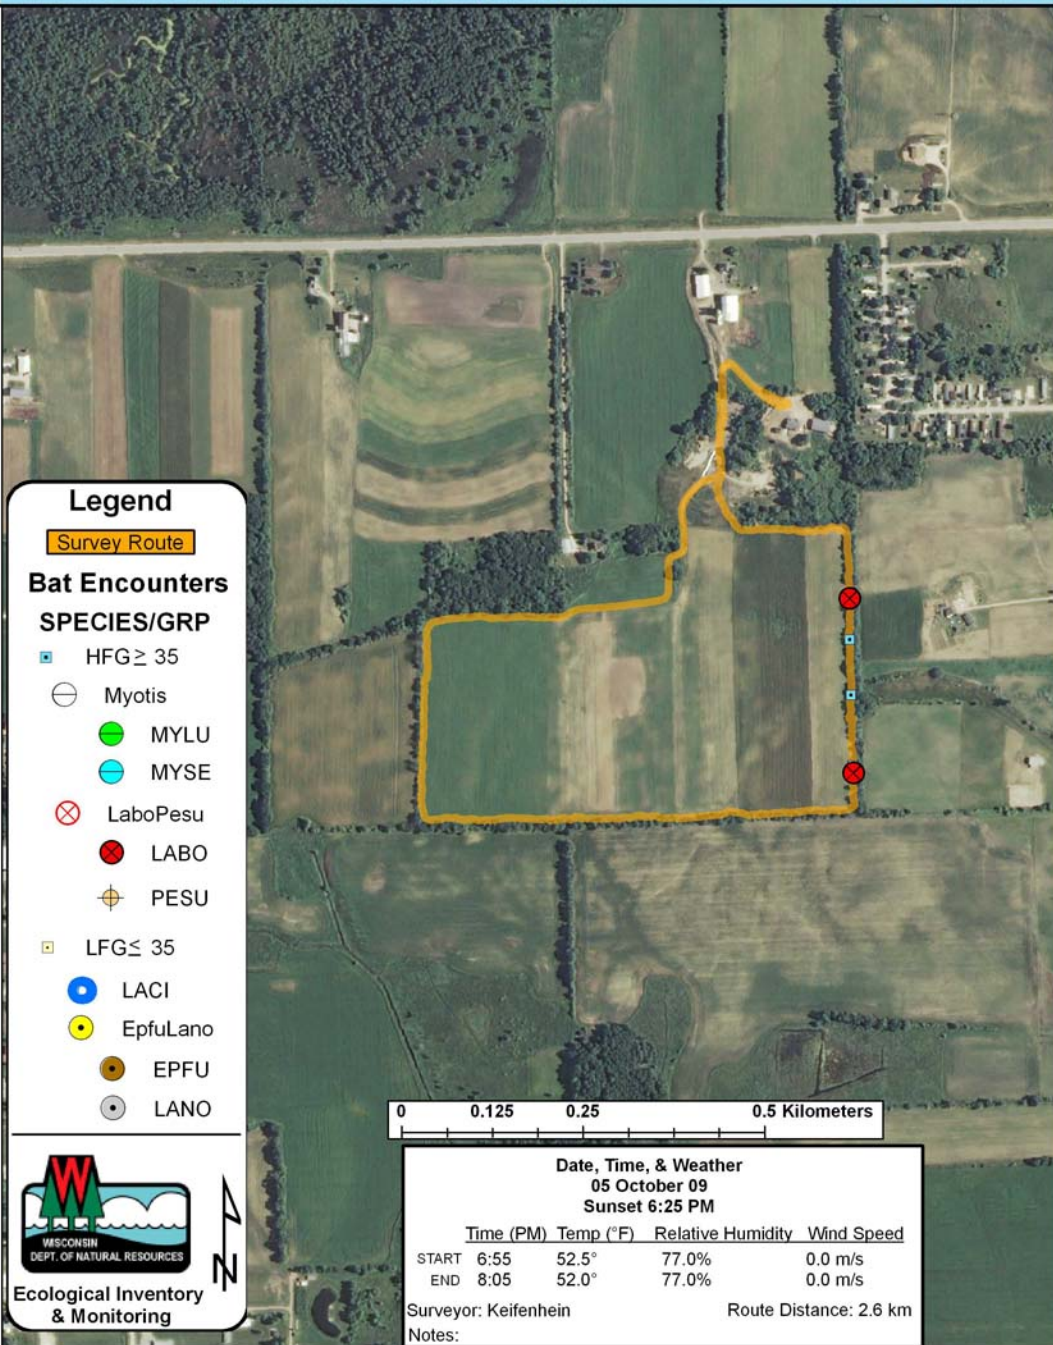 Legend
Survey Route
Bat Encounters
SPECIES/GRP
HFG≥ 35
Myotis
MYLU
MYSE
LaboPesu
LABO
PESU
LFG≤ 35
LACI
EpfuLano
EPFU
LANO
W
WISCONSIN
DEPT. OF NATURAL RESOURCES
N
Ecological Inventory
& Monitoring
0 0.125 0.25 0.5 Kilometers
Date, Time, & Weather
05 October 09
Sunset 6:25 PM
Time (PM) Temp (°F) Relative Humidity Wind Speed
START 6:55 52.5° 77.0% 0.0 m/s
END 8:05 52.0° 77.0% 0.0 m/s
Surveyor: Keifenhein Route Distance: 2.6 km
Notes: